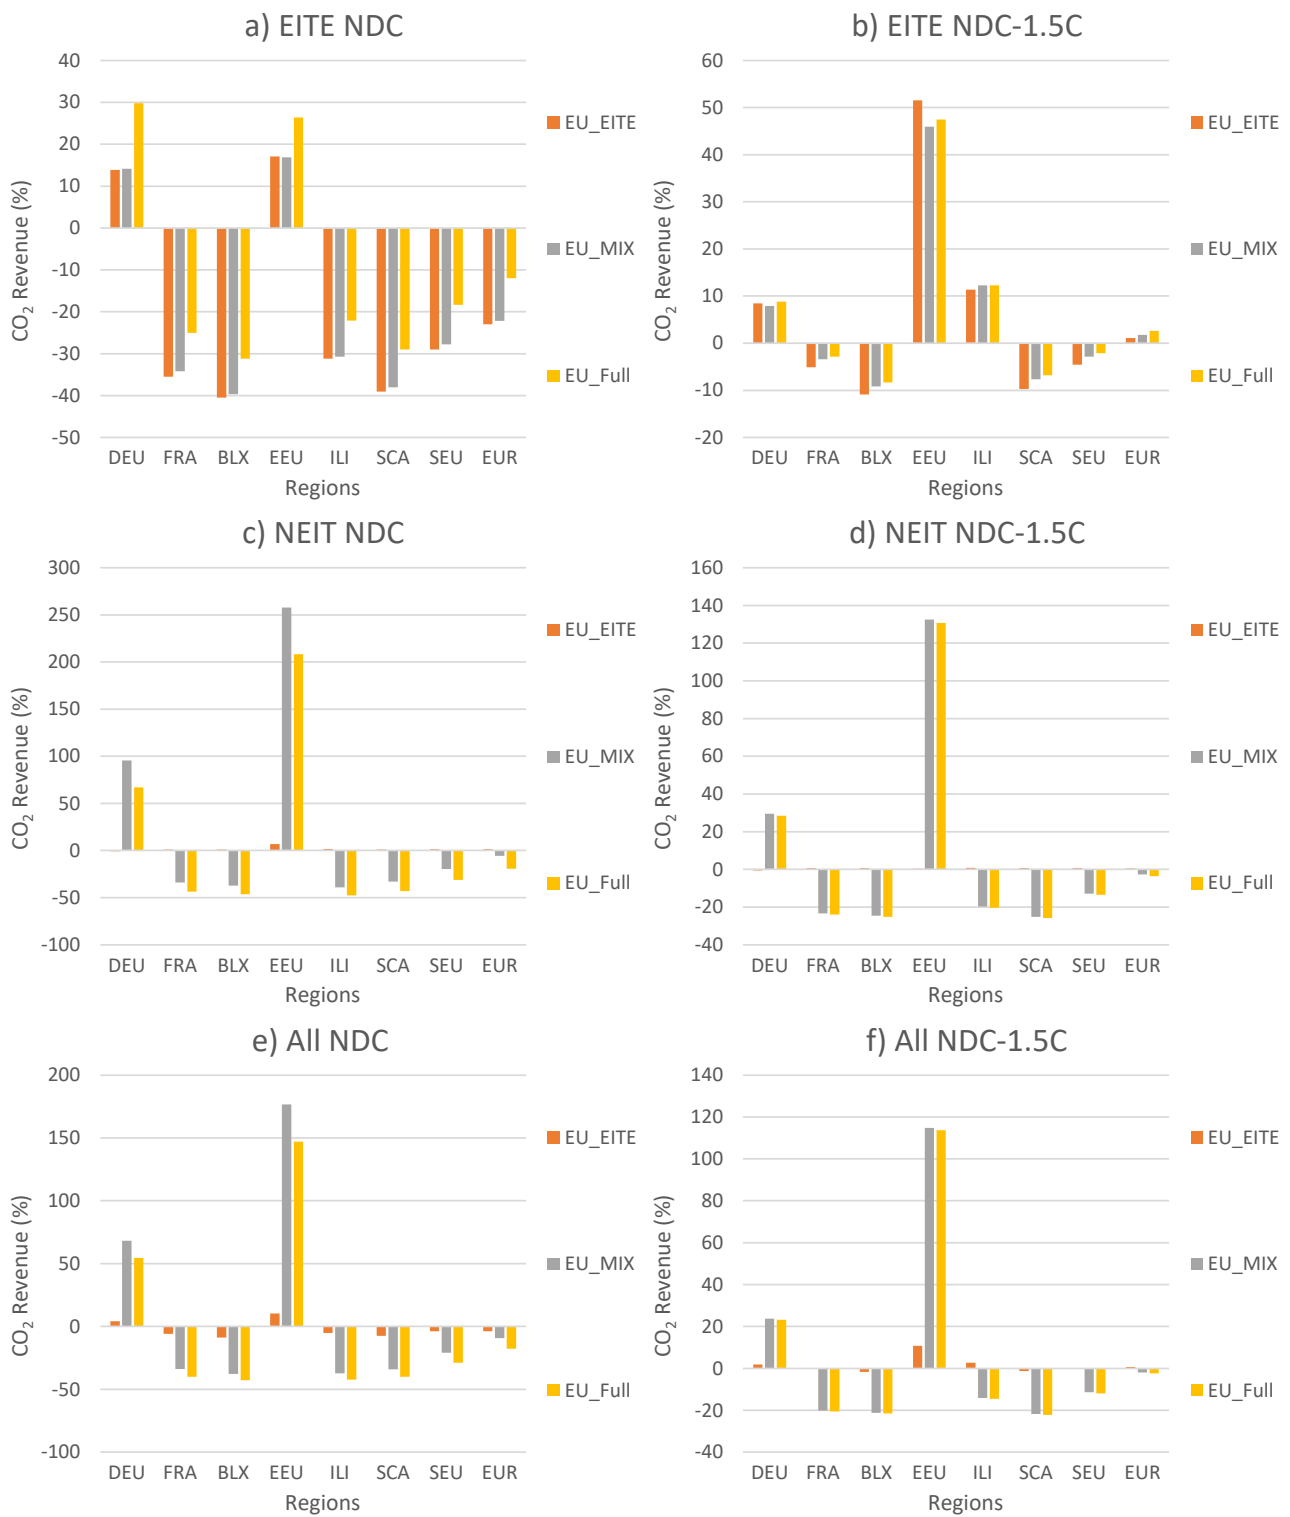 a) EITE NDC
40
30
20
10
0
-10
-20
-30
-40
-50
CO₂ Revenue (%)
DEU FRA BLX EEU ILI SCA SEU EUR
Regions
EU_EITE
EU_MIX
EU_Full
b) EITE NDC-1.5C
60
50
40
30
20
10
0
-10
-20
CO₂ Revenue (%)
DEU FRA BLX EEU ILI SCA SEU EUR
Regions
EU_EITE
EU_MIX
EU_Full
c) NEIT NDC
300
250
200
150
100
50
0
-50
-100
CO₂ Revenue (%)
DEU FRA BLX EEU ILI SCA SEU EUR
Regions
EU_EITE
EU_MIX
EU_Full
d) NEIT NDC-1.5C
160
140
120
100
80
60
40
20
0
-20
-40
CO₂ Revenue (%)
DEU FRA BLX EEU ILI SCA SEU EUR
Regions
EU_EITE
EU_MIX
EU_Full
e) All NDC
200
150
100
50
0
-50
-100
CO₂ Revenue (%)
DEU FRA BLX EEU ILI SCA SEU EUR
Regions
EU_EITE
EU_MIX
EU_Full
f) All NDC-1.5C
140
120
100
80
60
40
20
0
-20
-40
CO₂ Revenue (%)
DEU FRA BLX EEU ILI SCA SEU EUR
Regions
EU_EITE
EU_MIX
EU_Full